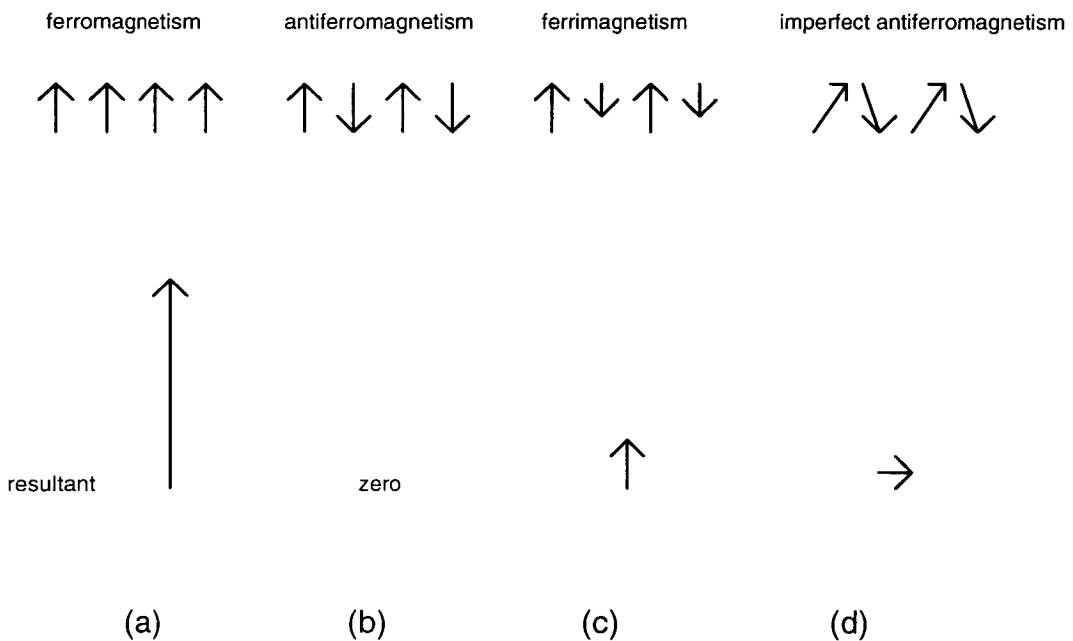 ferromagnetism antiferromagnetism ferrimagnetism imperfect antiferromagnetism
resultant zero
(a) (b) (c) (d)